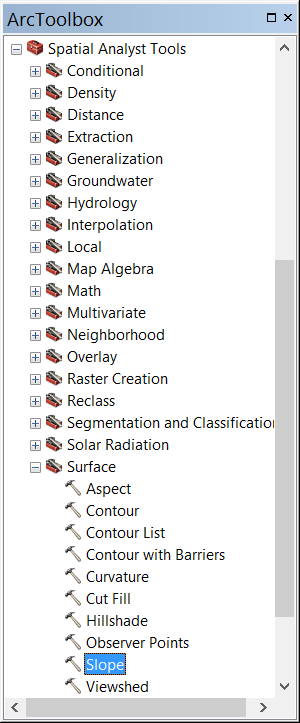 ArcToolbox
Spatial Analyst Tools
Conditional
Density
Distance
Extraction
Generalization
Groundwater
Hydrology
Interpolation
Local
Map Algebra
Math
Multivariate
Neighborhood
Overlay
Raster Creation
Reclass
Segmentation and Classification
Solar Radiation
Surface
Aspect
Contour
Contour List
Contour with Barriers
Curvature
Cut Fill
Hillshade
Observer Points
Slope
Viewshed